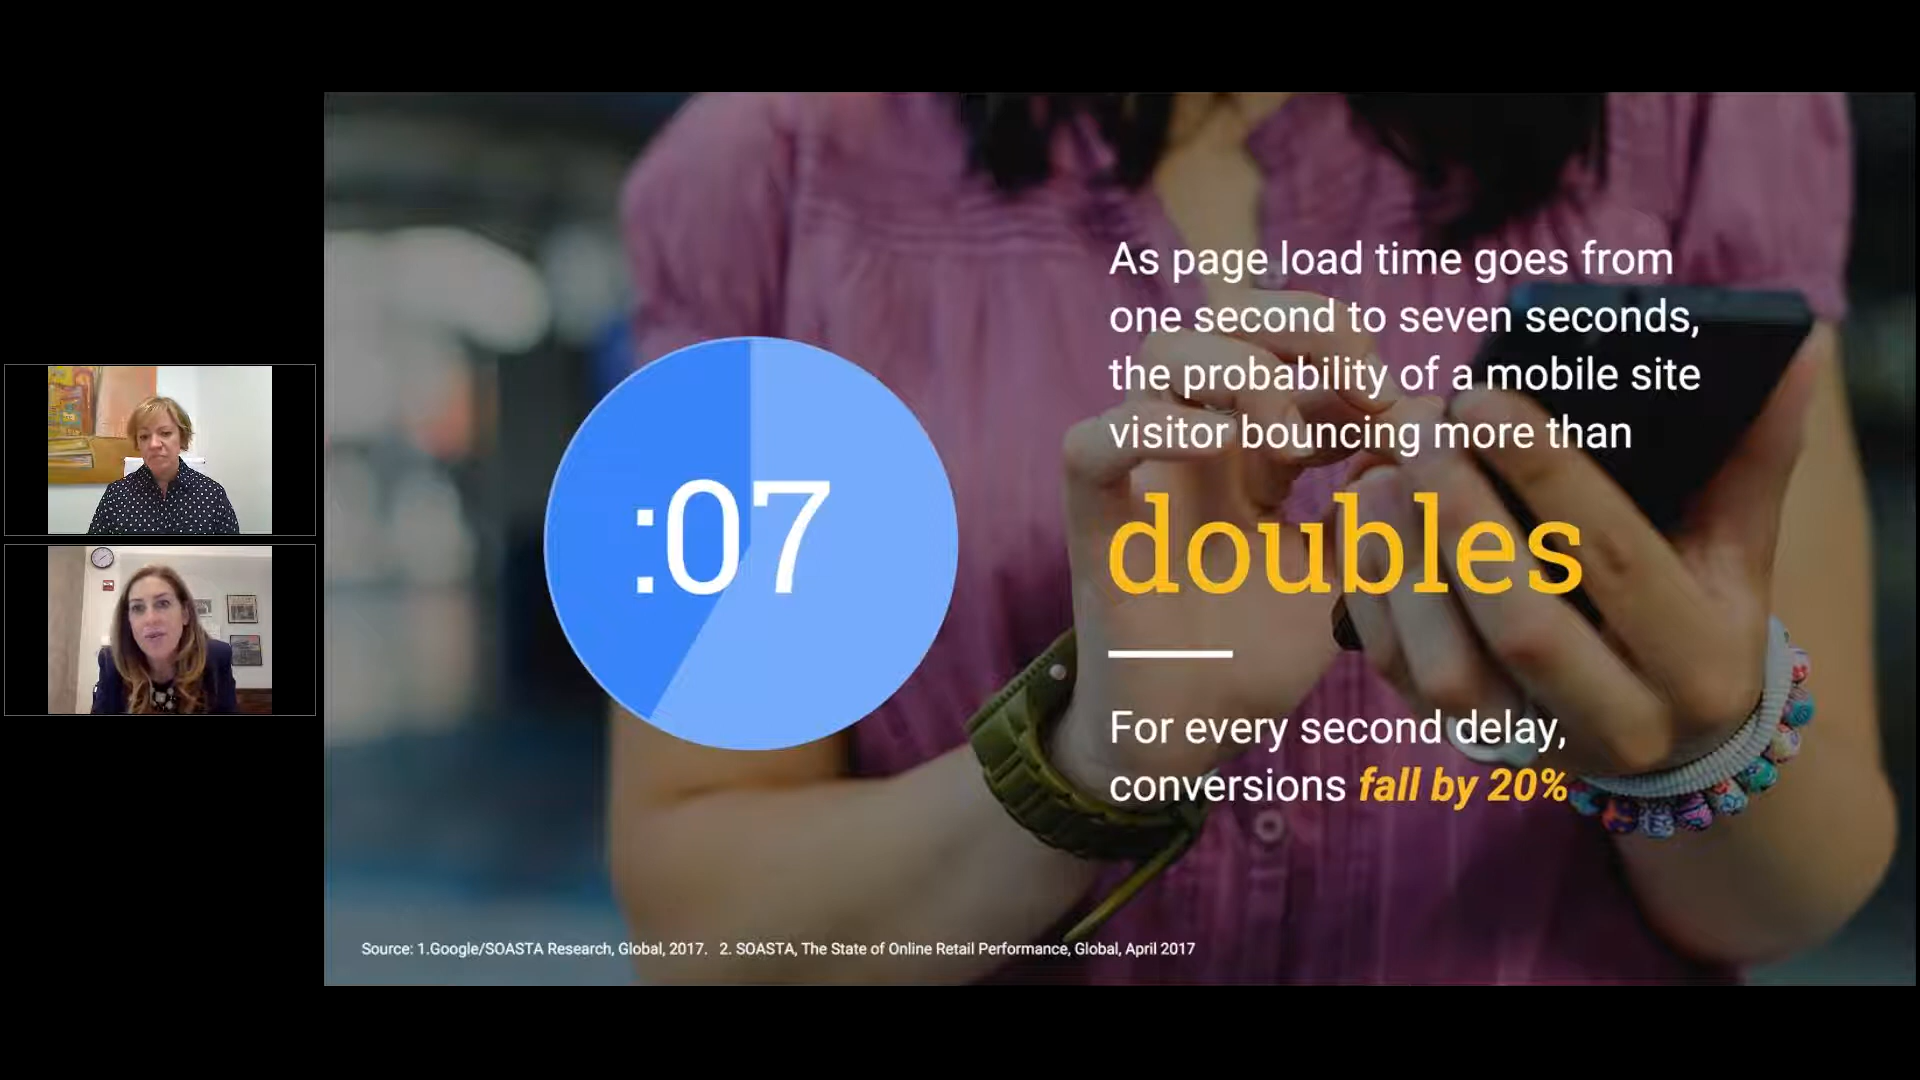 :07
As page load time goes from
one second to seven seconds,
the probability of a mobile site
visitor bouncing more than
doubles
For every second delay,
conversions fall by 20%
Source: 1.Google/SOASTA Research, Global, 2017. 2. SOASTA, The State of Online Retail Performance, Global, April 2017